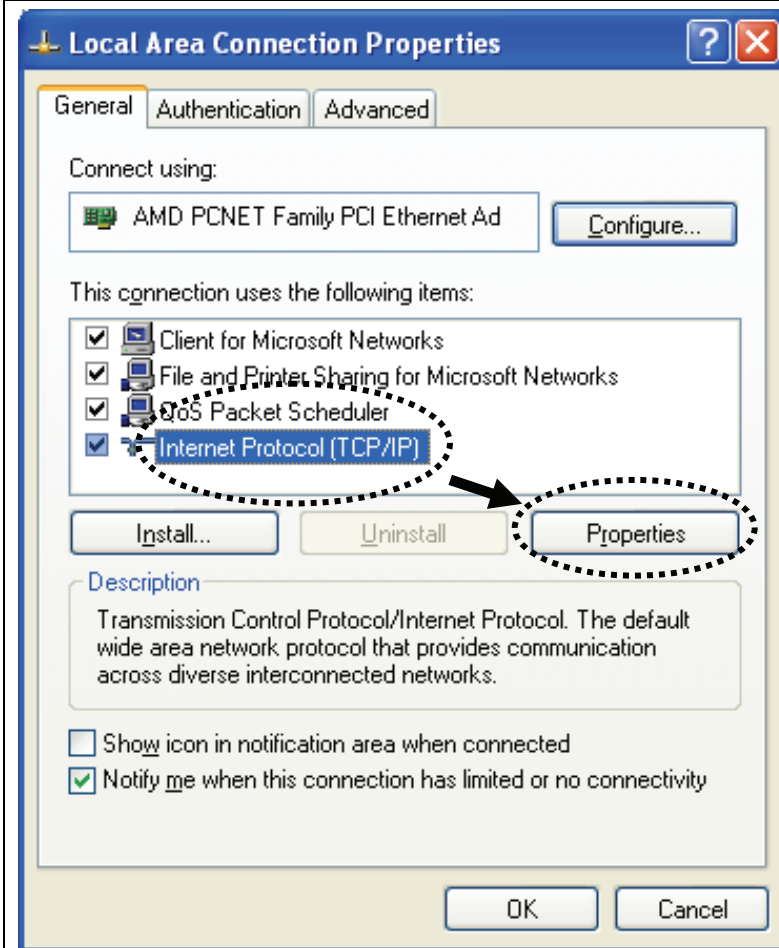 Local Area Connection Properties
General Authentication Advanced
Connect using:
AMD PCNET Family PCI Ethernet Ad Configure...
This connection uses the following items:
Client for Microsoft Networks
File and Printer Sharing for Microsoft Networks
QoS Packet Scheduler
Internet Protocol (TCP/IP)
Install... Uninstall Properties
Description
Transmission Control Protocol/Internet Protocol. The default
wide area network protocol that provides communication
across diverse interconnected networks.
Show icon in notification area when connected
Notify me when this connection has limited or no connectivity
OK Cancel